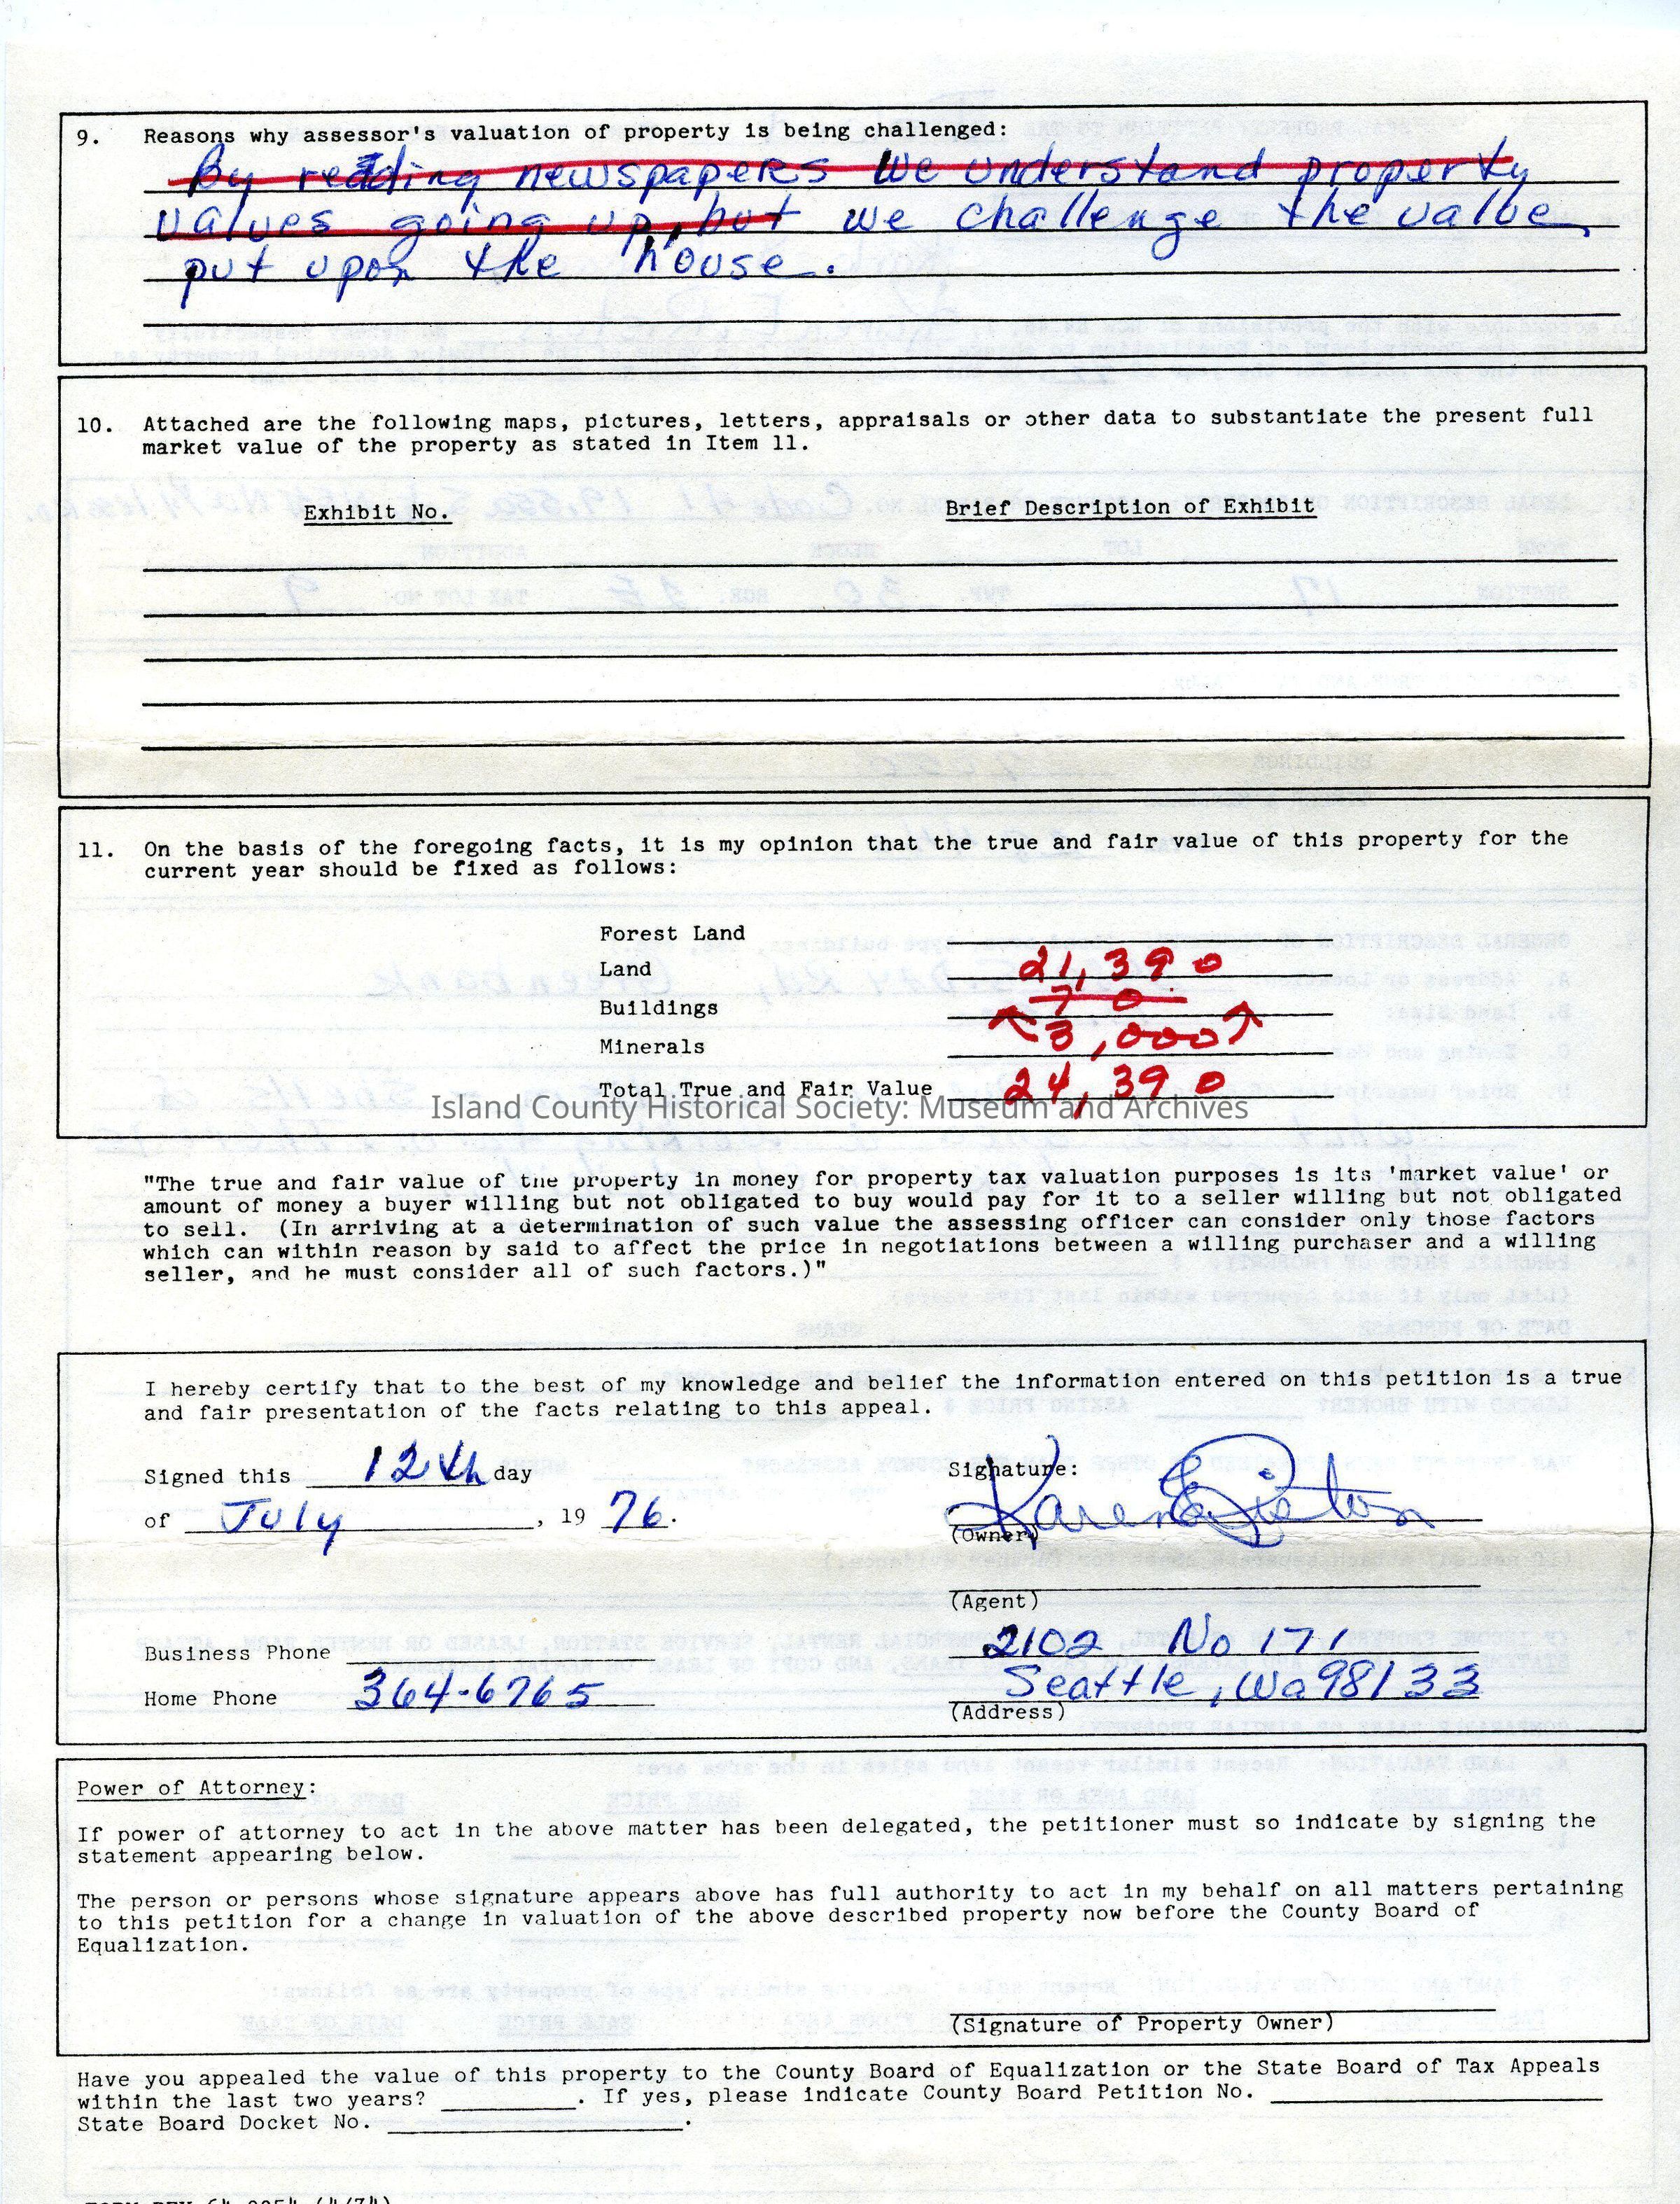 9. Reasons why assessor's valuation of property is being challenged:
By reading newspapers we understand property
values going up, but we challenge the value
put upon the house.
10. Attached are the following maps, pictures, letters, appraisals or other data to substantiate the present full
market value of the property as stated in Item 11.
Exhibit No. Brief Description of Exhibit
11. On the basis of the foregoing facts, it is my opinion that the true and fair value of this property for the
current year should be fixed as follows:
Forest Land
Land 21,390
70
Buildings
Minerals 3,000
Total True and Fair Value 24,390
Island County Historical Society: Museum and Archives
"The true and fair value of the property in money for property tax valuation purposes is its 'market value' or
amount of money a buyer willing but not obligated to buy would pay for it to a seller willing but not obligated
to sell. (In arriving at a determination of such value the assessing officer can consider only those factors
which can within reason by said to affect the price in negotiations between a willing purchaser and a willing
seller, and he must consider all of such factors.)"
I hereby certify that to the best of my knowledge and belief the information entered on this petition is a true
and fair presentation of the facts relating to this appeal.
Signed this 12th day Signature:
of July, 19 76. Karen
(Owner)
(Agent)
Business Phone 2102 No 171
Home Phone 364-6765 Seattle, Wa 98133
(Address)
Power of Attorney:
If power of attorney to act in the above matter has been delegated, the petitioner must so indicate by signing the
statement appearing below.
The person or persons whose signature appears above has full authority to act in my behalf on all matters pertaining
to this petition for a change in valuation of the above described property now before the County Board of
Equalization.
(Signature of Property Owner)
Have you appealed the value of this property to the County Board of Equalization or the State Board of Tax Appeals
within the last two years? . If yes, please indicate County Board Petition No.
State Board Docket No. .